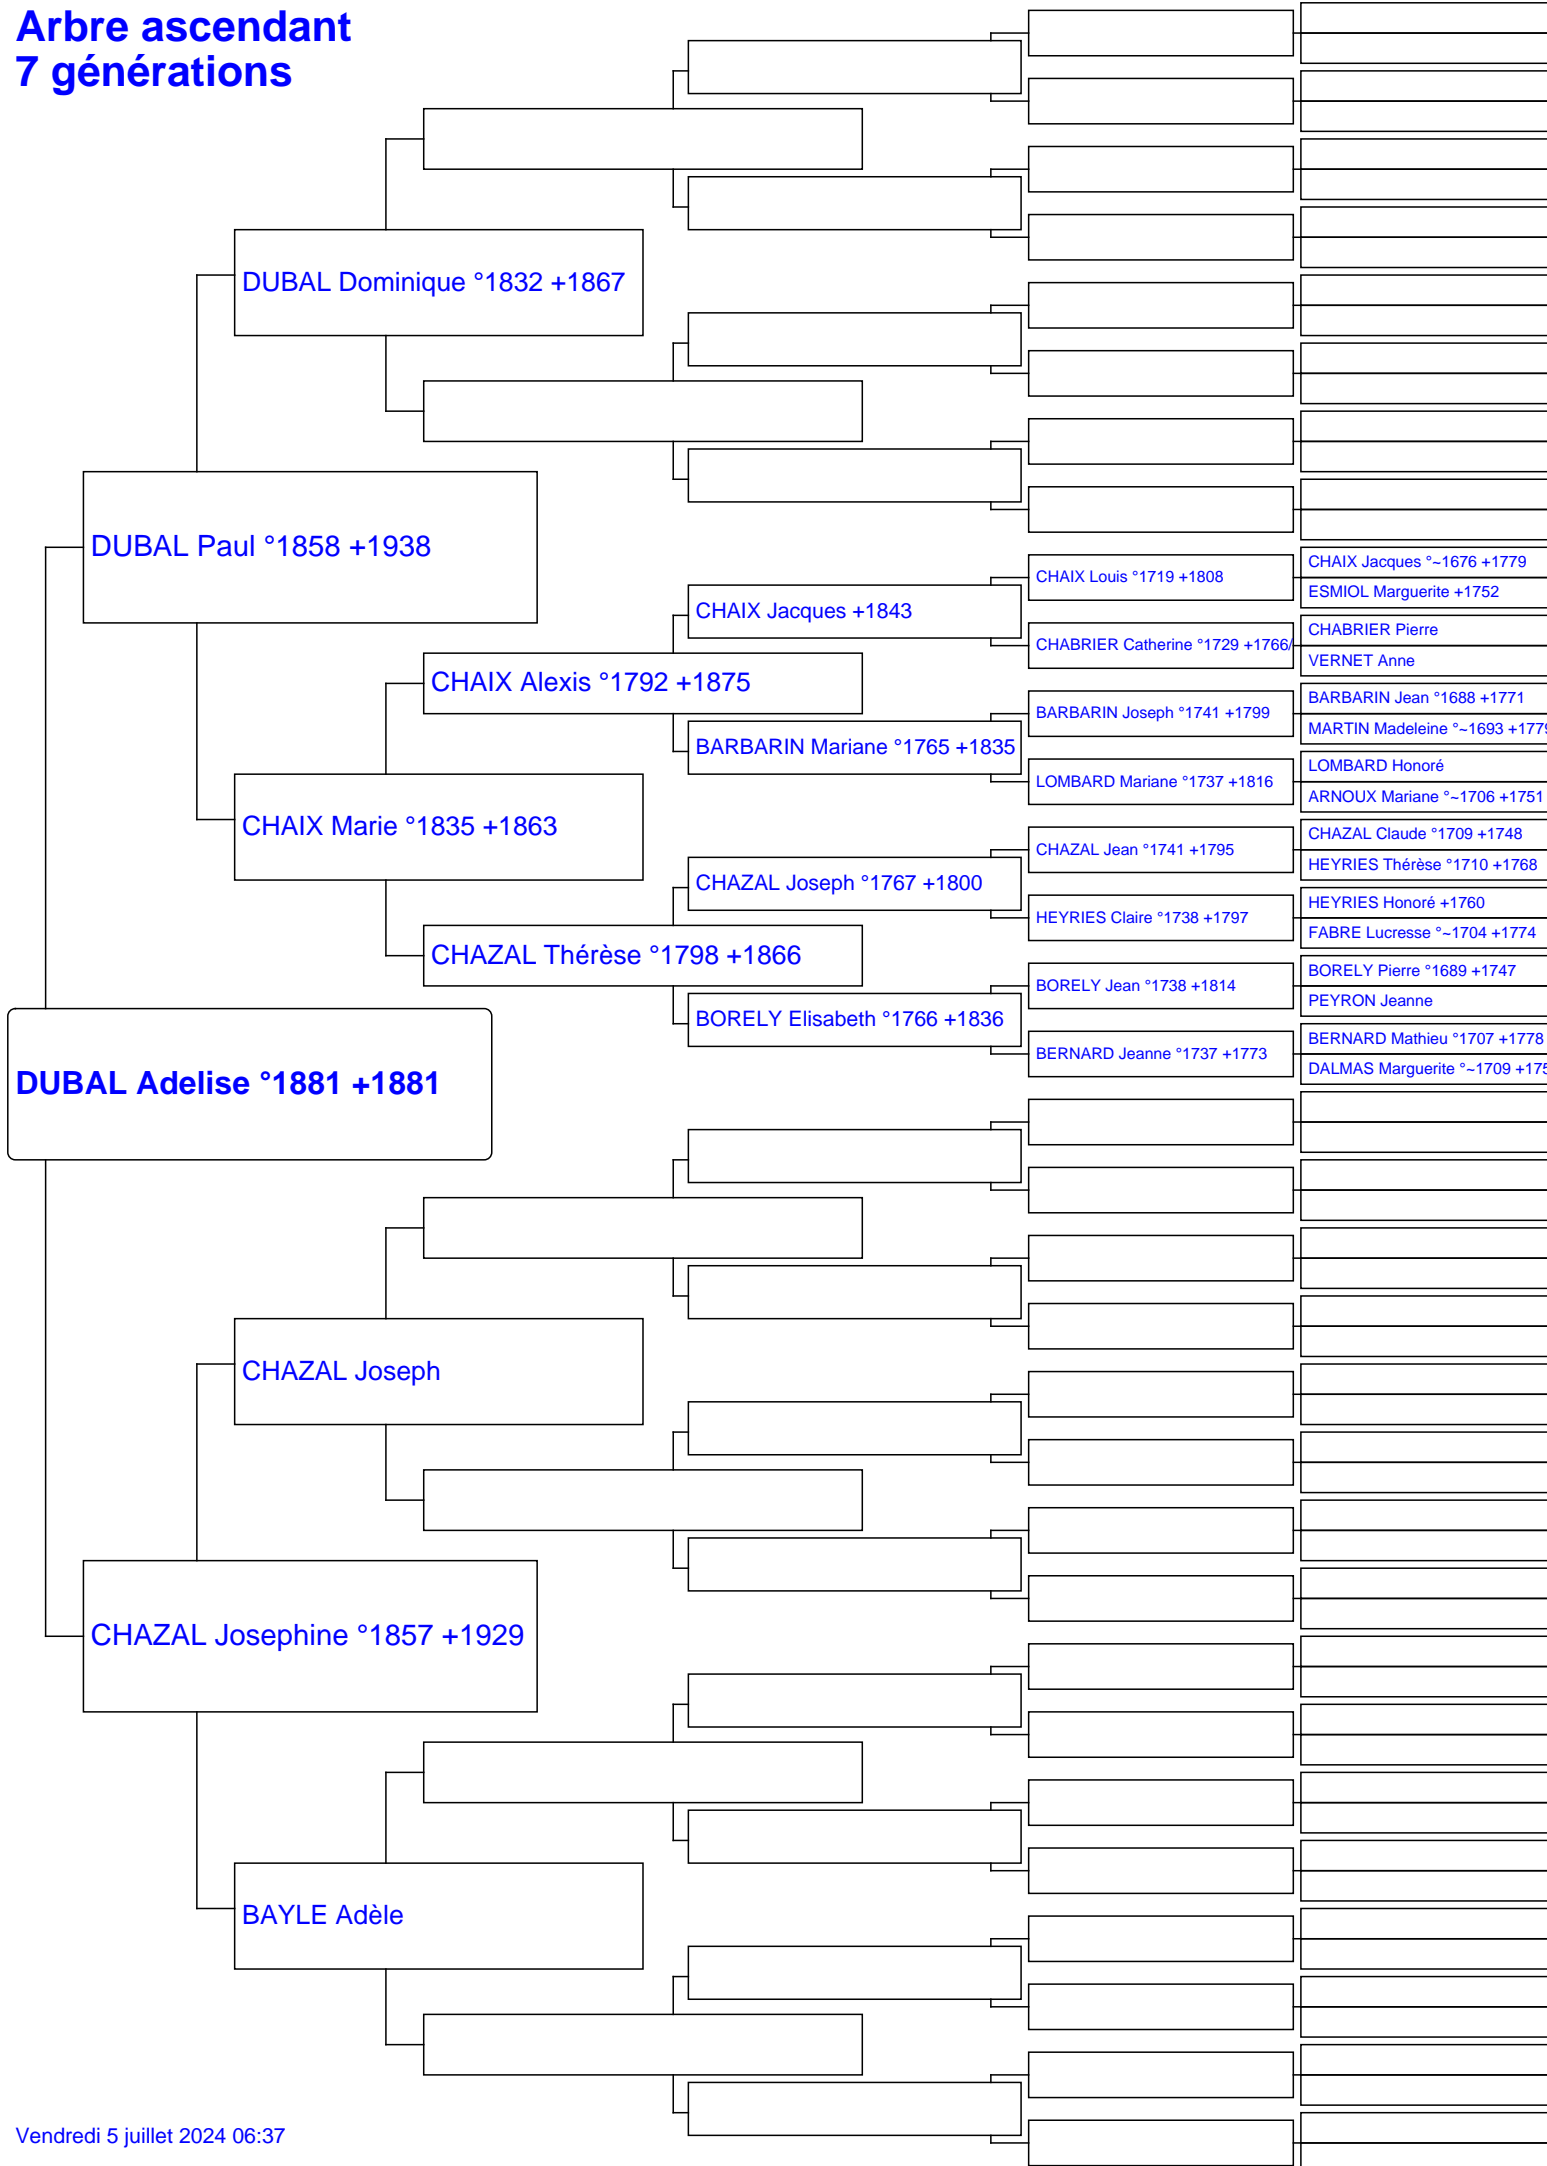 Arbre ascendant
7 générations
DUBAL Adelise °1881 +1881
DUBAL Paul °1858 +1938
CHAZAL Josephine °1857 +1929
DUBAL Dominique °1832 +1867
CHAIX Marie °1835 +1863
CHAZAL Joseph
BAYLE Adèle
CHAIX Alexis °1792 +1875
CHAZAL Thérèse °1798 +1866
CHAIX Jacques +1843
BARBARIN Mariane °1765 +1835
CHAZAL Joseph °1767 +1800
BORELY Elisabeth °1766 +1836
CHAIX Louis °1719 +1808
CHABRIER Catherine °1729 +1766/
BARBARIN Joseph °1741 +1799
LOMBARD Mariane °1737 +1816
CHAZAL Jean °1741 +1795
HEYRIES Claire °1738 +1797
BORELY Jean °1738 +1814
BERNARD Jeanne °1737 +1773
CHAIX Jacques °~1676 +1779
ESMIOL Marguerite +1752
CHABRIER Pierre
VERNET Anne
BARBARIN Jean °1688 +1771
MARTIN Madeleine °~1693 +1779
LOMBARD Honoré
ARNOUX Mariane °~1706 +1751
CHAZAL Claude °1709 +1748
HEYRIES Thérèse °1710 +1768
HEYRIES Honoré +1760
FABRE Lucresse °~1704 +1774
BORELY Pierre °1689 +1747
PEYRON Jeanne
BERNARD Mathieu °1707 +1778
DALMAS Marguerite °~1709
Vendredi 5 juillet 2024 06:37